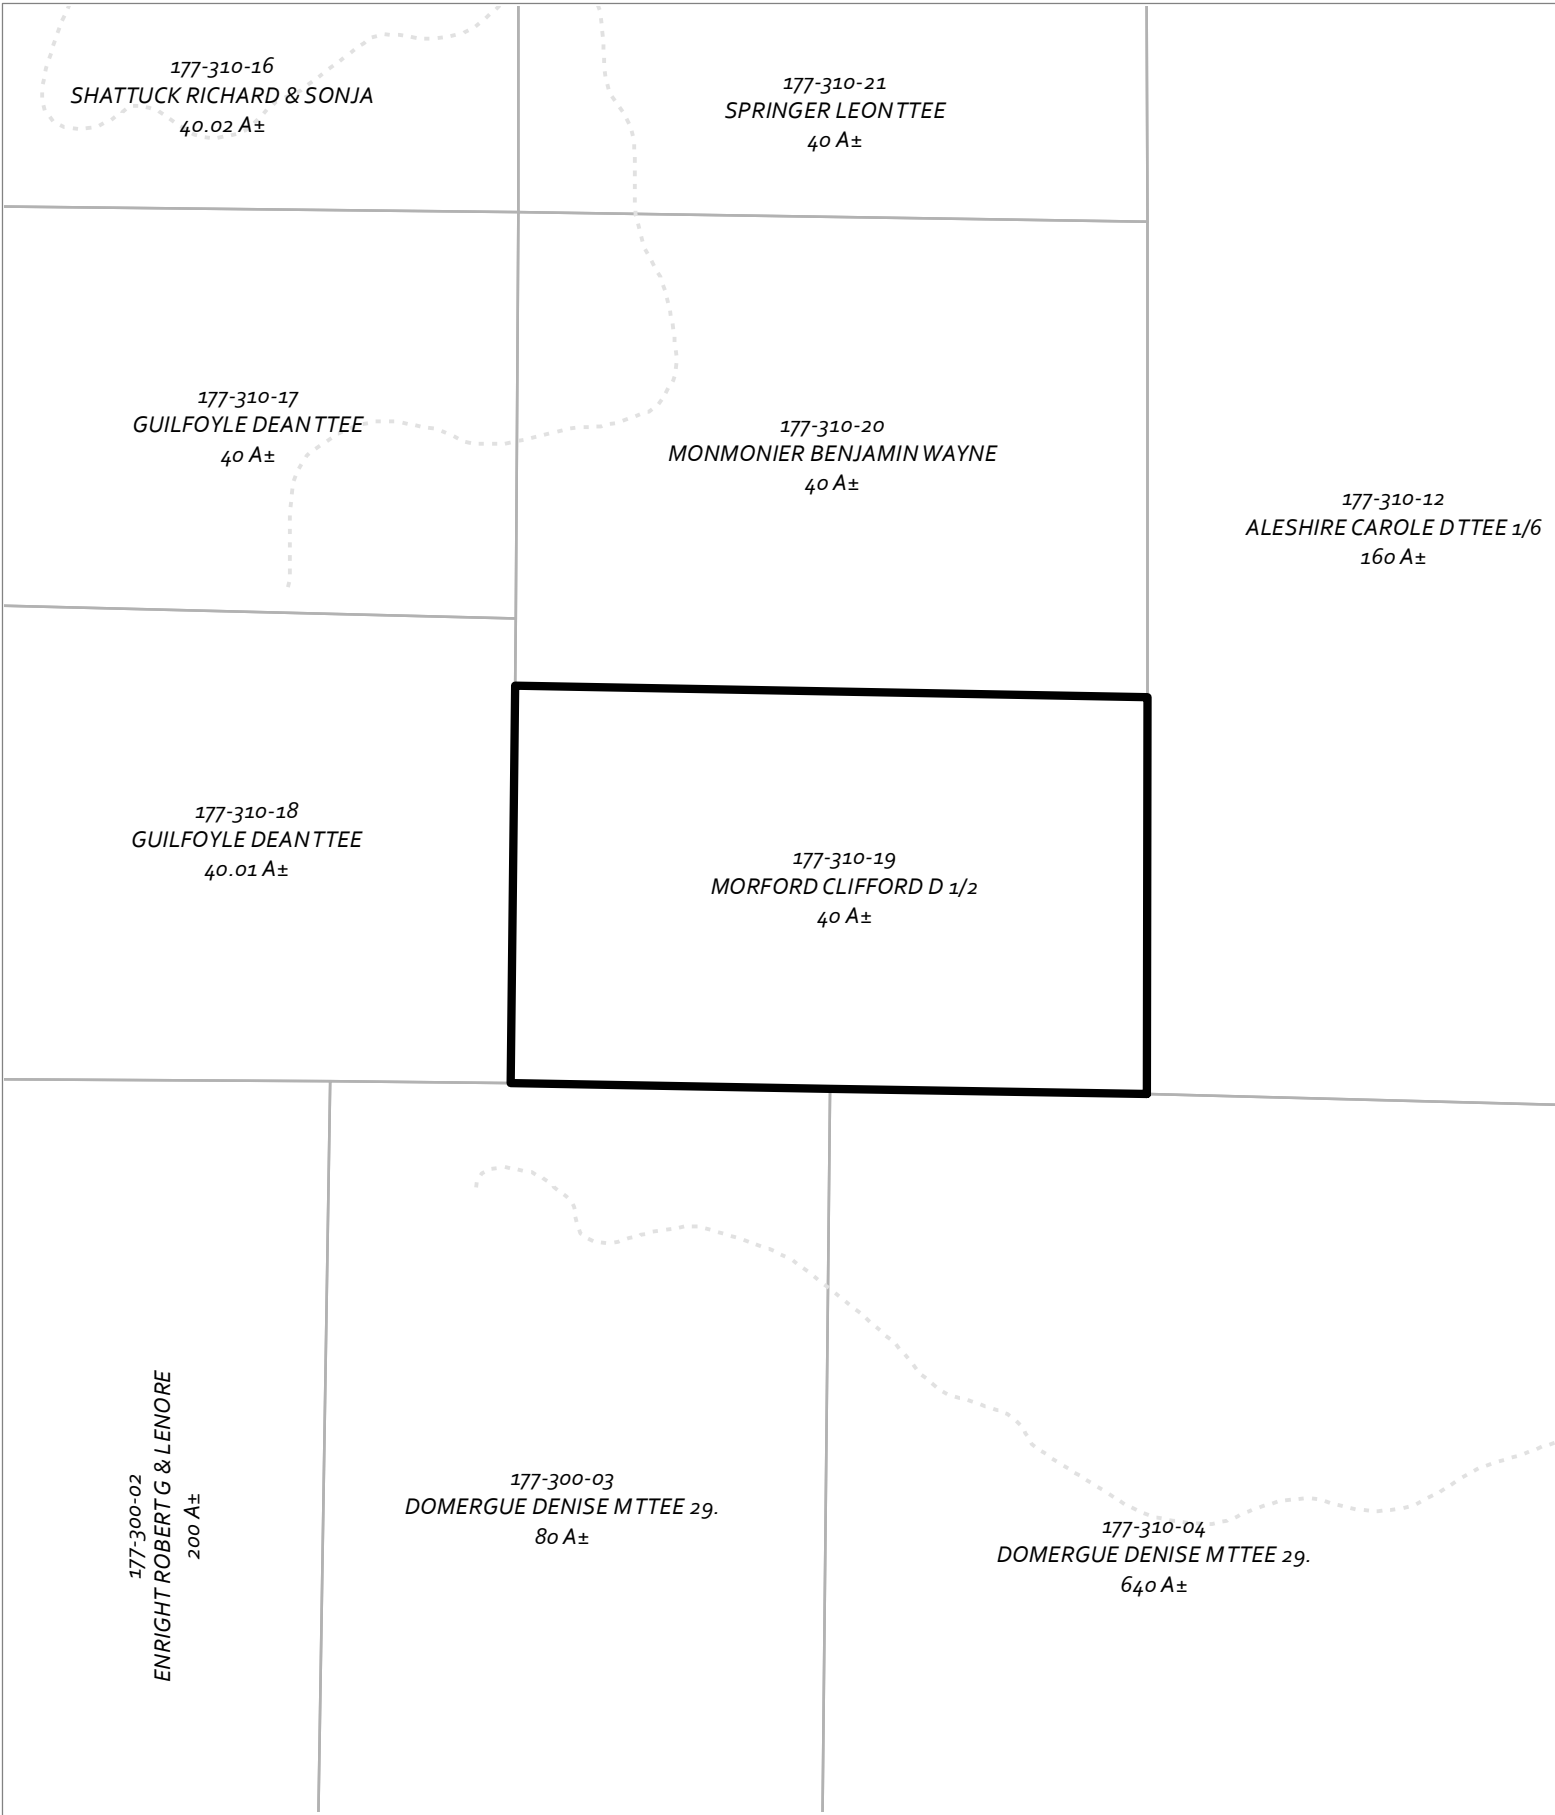 177-310-16
SHATTUCK RICHARD & SONJA
40.02 A±
177-310-21
SPRINGER LEON TTEE
40 A±
177-310-17
GUILFOYLE DEAN TTEE
40 A±
177-310-20
MONMONIER BENJAMIN WAYNE
40 A±
177-310-12
ALESHIRE CAROLE D TTEE 1/6
160 A±
177-310-18
GUILFOYLE DEAN TTEE
40.01 A±
177-310-19
MORFORD CLIFFORD D 1/2
40 A±
177-300-02
ENRIGHT ROBERT G & LENORE
200 A±
177-300-03
DOMERGUE DENISE M TTEE 29.
80 A±
177-310-04
DOMERGUE DENISE M TTEE 29.
640 A±